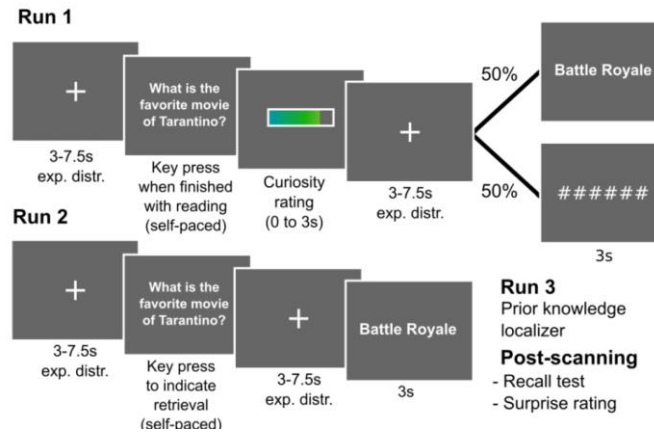 Run 1
What is the
favorite movie
of Tarantino?
50%
Battle Royale
3-7.5s
exp. distr.
Key press
when finished
with reading
(self-paced)
Curiosity
rating
(0 to 3s)
3-7.5s
exp. distr.
50%
######
3s
Run 2
What is the
favorite movie
of Tarantino?
Battle Royale
3-7.5s
exp. distr.
Key press
to indicate
retrieval
(self-paced)
3-7.5s
exp. distr.
3s
Run 3
Prior knowledge
localizer
Post-scanning
- Recall test
- Surprise rating